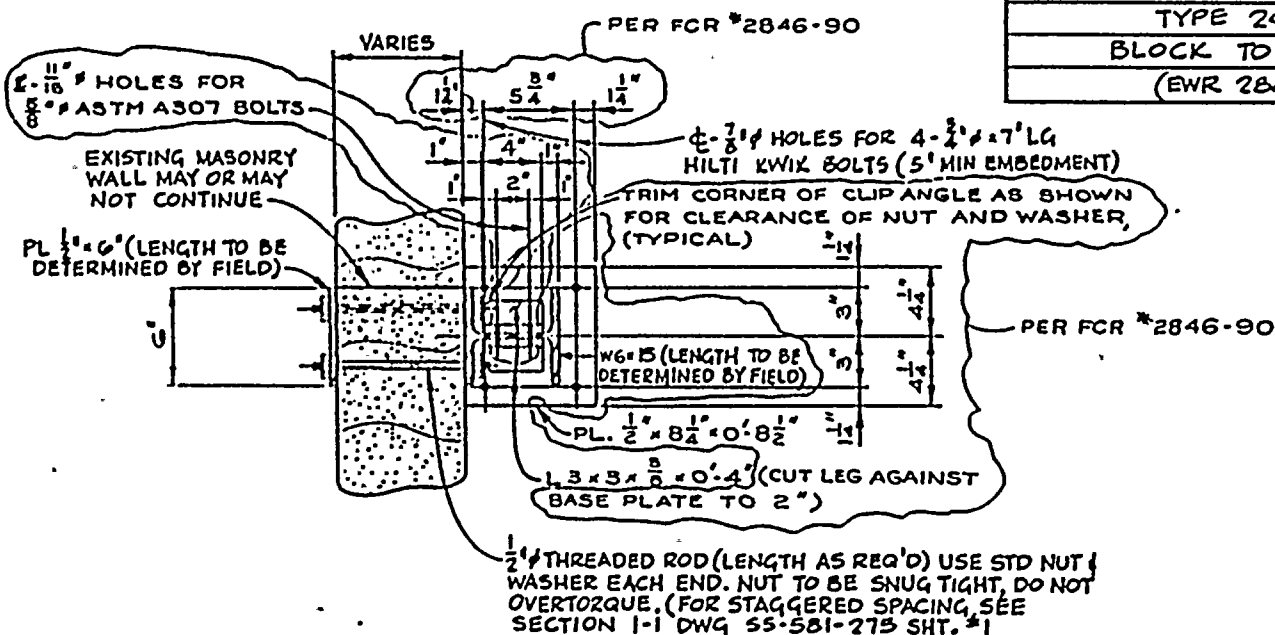 PER FCR #2846-90
TYPE 24
BLOCK TO
(EWR 28
VARIES
11/16"ø HOLES FOR
5/8"ø ASTM A307 BOLTS
1 1/2"
5 3/4"
1 1/4"
EXISTING MASONRY
WALL MAY OR MAY
NOT CONTINUE
1"
4"
1"
1"
2"
1"
℄-7/8"ø HOLES FOR 4-3/4"ø x 7" LG
HILTI KWIK BOLTS (5" MIN EMBEDMENT)
TRIM CORNER OF CLIP ANGLE AS SHOWN
FOR CLEARANCE OF NUT AND WASHER,
(TYPICAL)
PL 1/2" x 6" (LENGTH TO BE
DETERMINED BY FIELD)
6"
1 1/4"
3"
4 1/4"
3"
4 1/4"
1 1/4"
PER FCR #2846-90
W6x15 (LENGTH TO BE
DETERMINED BY FIELD)
PL. 1/2" x 8 1/4" x 0'-8 1/2"
L 3 x 3 x 3/8 x 0'-4" (CUT LEG AGAINST
BASE PLATE TO 2")
1/2"ø THREADED ROD (LENGTH AS REQ'D) USE STD NUT &
WASHER EACH END. NUT TO BE SNUG TIGHT, DO NOT
OVERTORQUE. (FOR STAGGERED SPACING, SEE
SECTION 1-1 DWG SS-581-275 SHT. #1